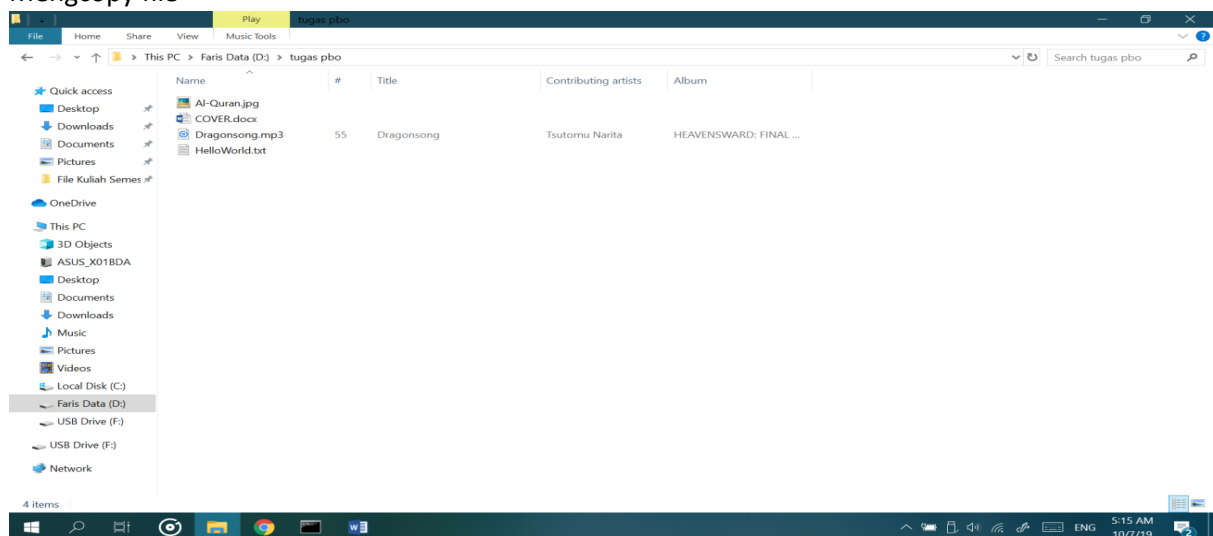 mengcopy file
Play
tugas pbo
File Home Share View Music Tools
This PC > Faris Data (D:) > tugas pbo
Search tugas pbo
Name # Title Contributing artists Album
Quick access
Desktop
Downloads
Documents
Pictures
File Kuliah Semes
OneDrive
This PC
3D Objects
ASUS_X01BDA
Desktop
Documents
Downloads
Music
Pictures
Videos
Local Disk (C:)
Faris Data (D:)
USB Drive (F:)
USB Drive (F:)
Network
Al-Quran.jpg
COVER.docx
Dragonsong.mp3 55 Dragonsong Tsutomu Narita HEAVENSWARD: FINAL ...
HelloWorld.txt
4 items
ENG
5:15 AM
10/7/19
2